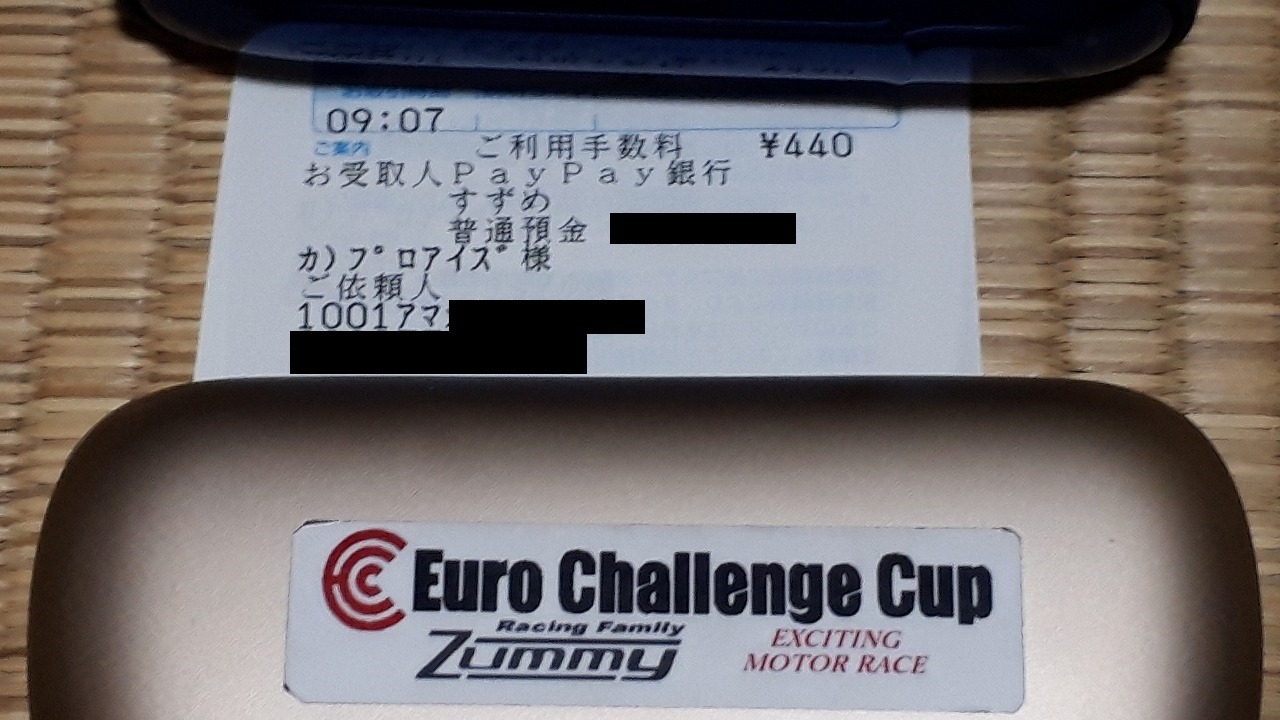 09:07
ご案内 ご利用手数料 ¥440
お受取人PayPay銀行
すずめ
普通預金
カ)プロアイズ様
ご依頼人
1001アマ
Euro Challenge Cup
Racing Family
Zummy
EXCITING
MOTOR RACE